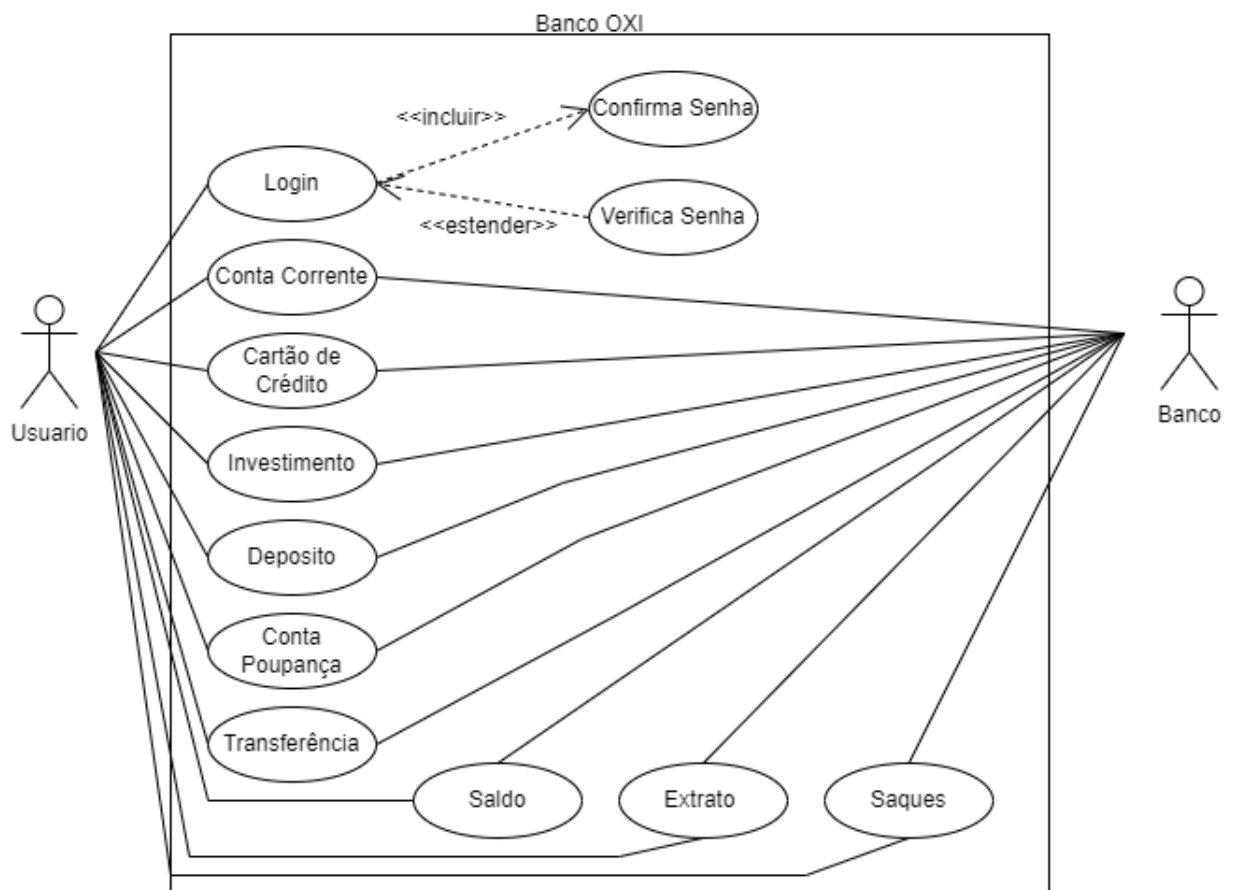 Banco OXI
<<incluir>>
Confirma Senha
Login
<<estender>>
Verifica Senha
Conta Corrente
Cartão de
Crédito
Usuario
Banco
Investimento
Deposito
Conta
Poupança
Transferência
Saldo
Extrato
Saques